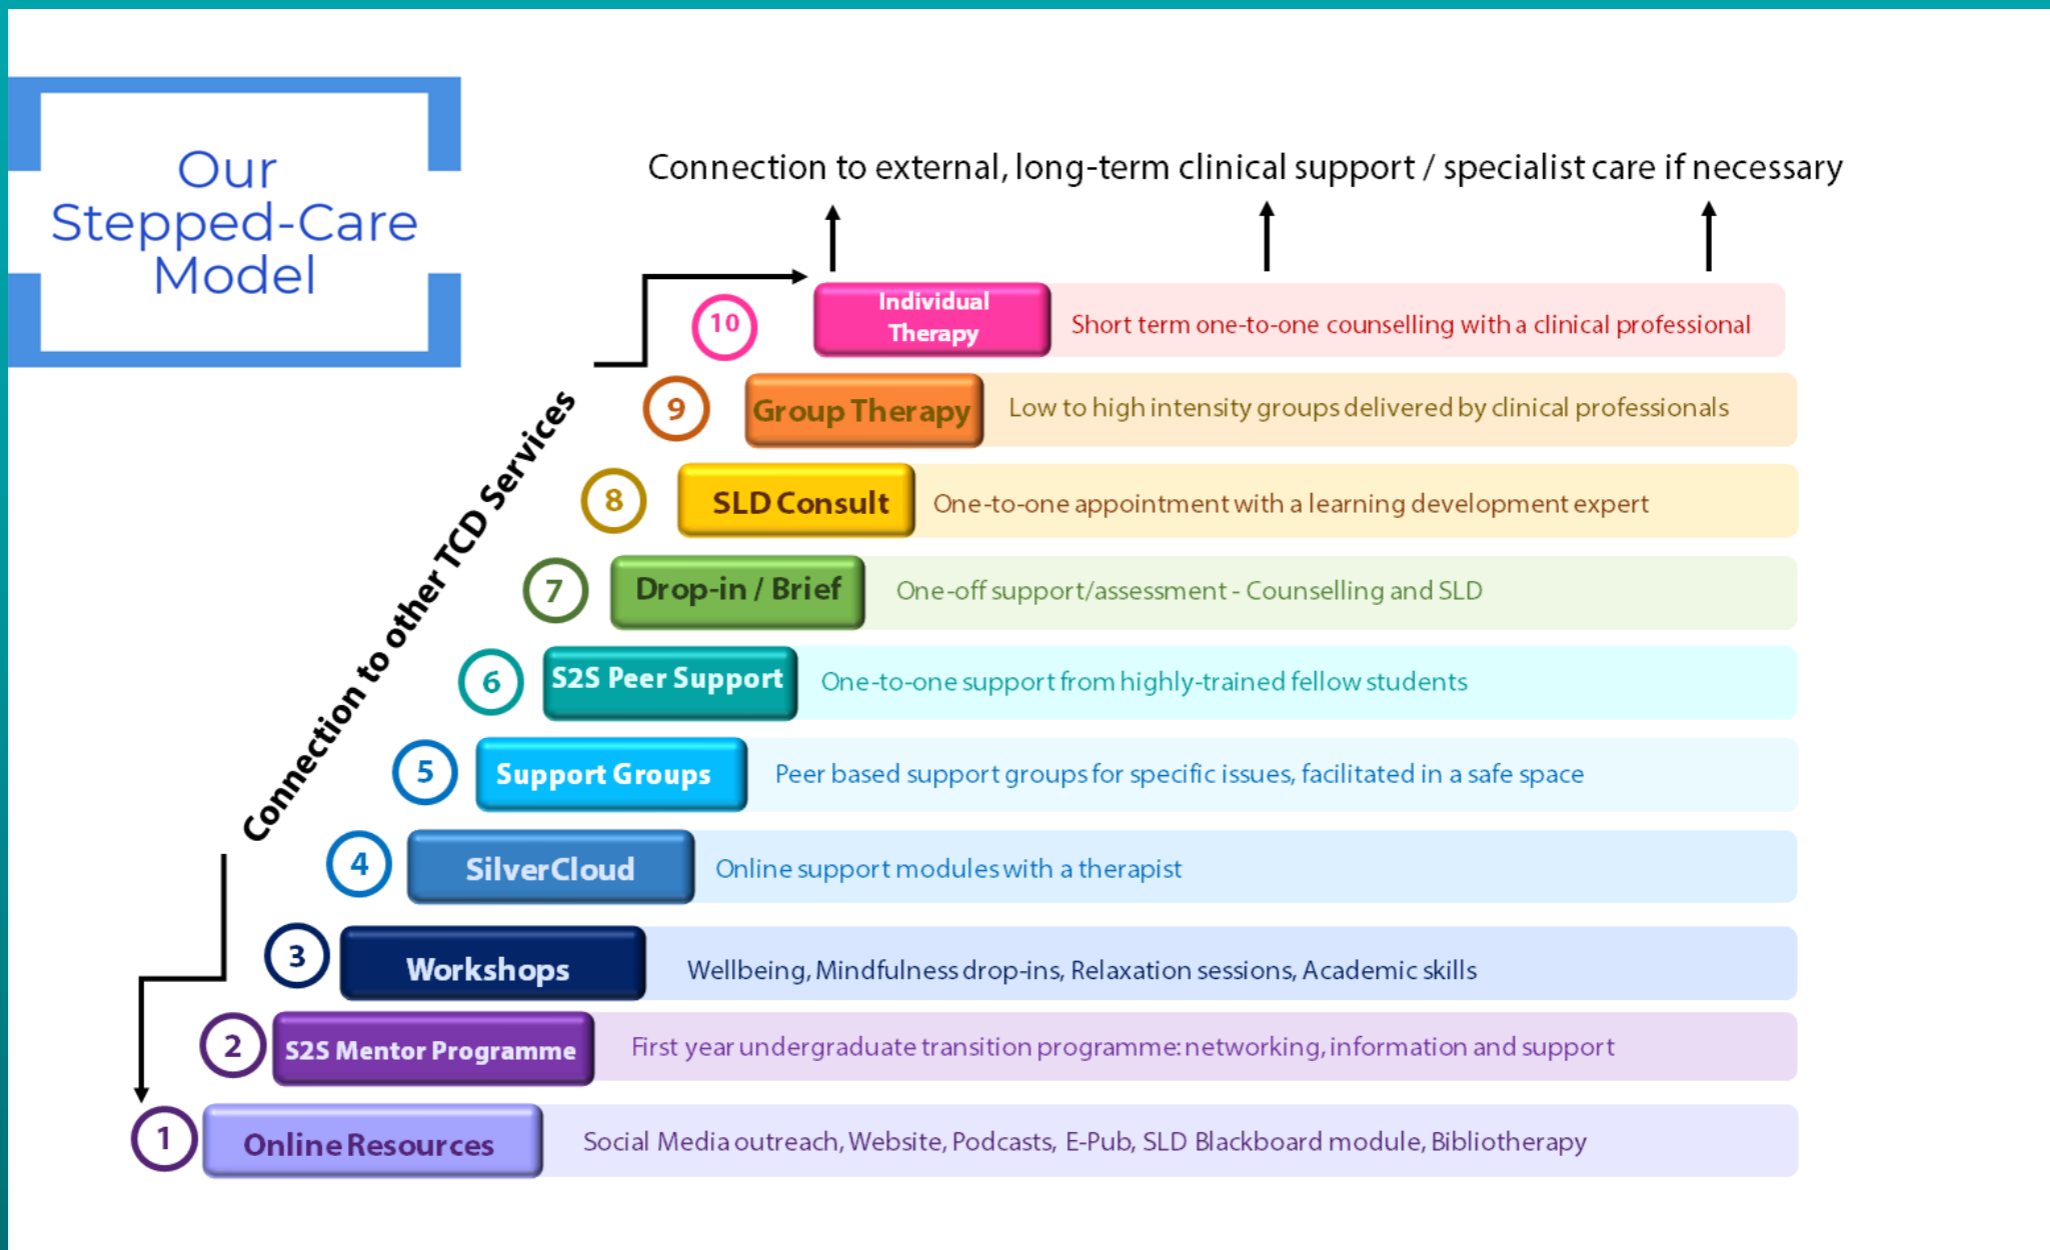 Our
Stepped-Care
Model
Connection to external, long-term clinical support / specialist care if necessary
Connection to other TCD Services
10
Individual
Therapy
Short term one-to-one counselling with a clinical professional
9
Group Therapy
Low to high intensity groups delivered by clinical professionals
8
SLD Consult
One-to-one appointment with a learning development expert
7
Drop-in / Brief
One-off support/assessment - Counselling and SLD
6
S2S Peer Support
One-to-one support from highly-trained fellow students
5
Support Groups
Peer based support groups for specific issues, facilitated in a safe space
4
SilverCloud
Online support modules with a therapist
3
Workshops
Wellbeing, Mindfulness drop-ins, Relaxation sessions, Academic skills
2
S2S Mentor Programme
First year undergraduate transition programme: networking, information and support
1
Online Resources
Social Media outreach, Website, Podcasts, E-Pub, SLD Blackboard module, Bibliotherapy